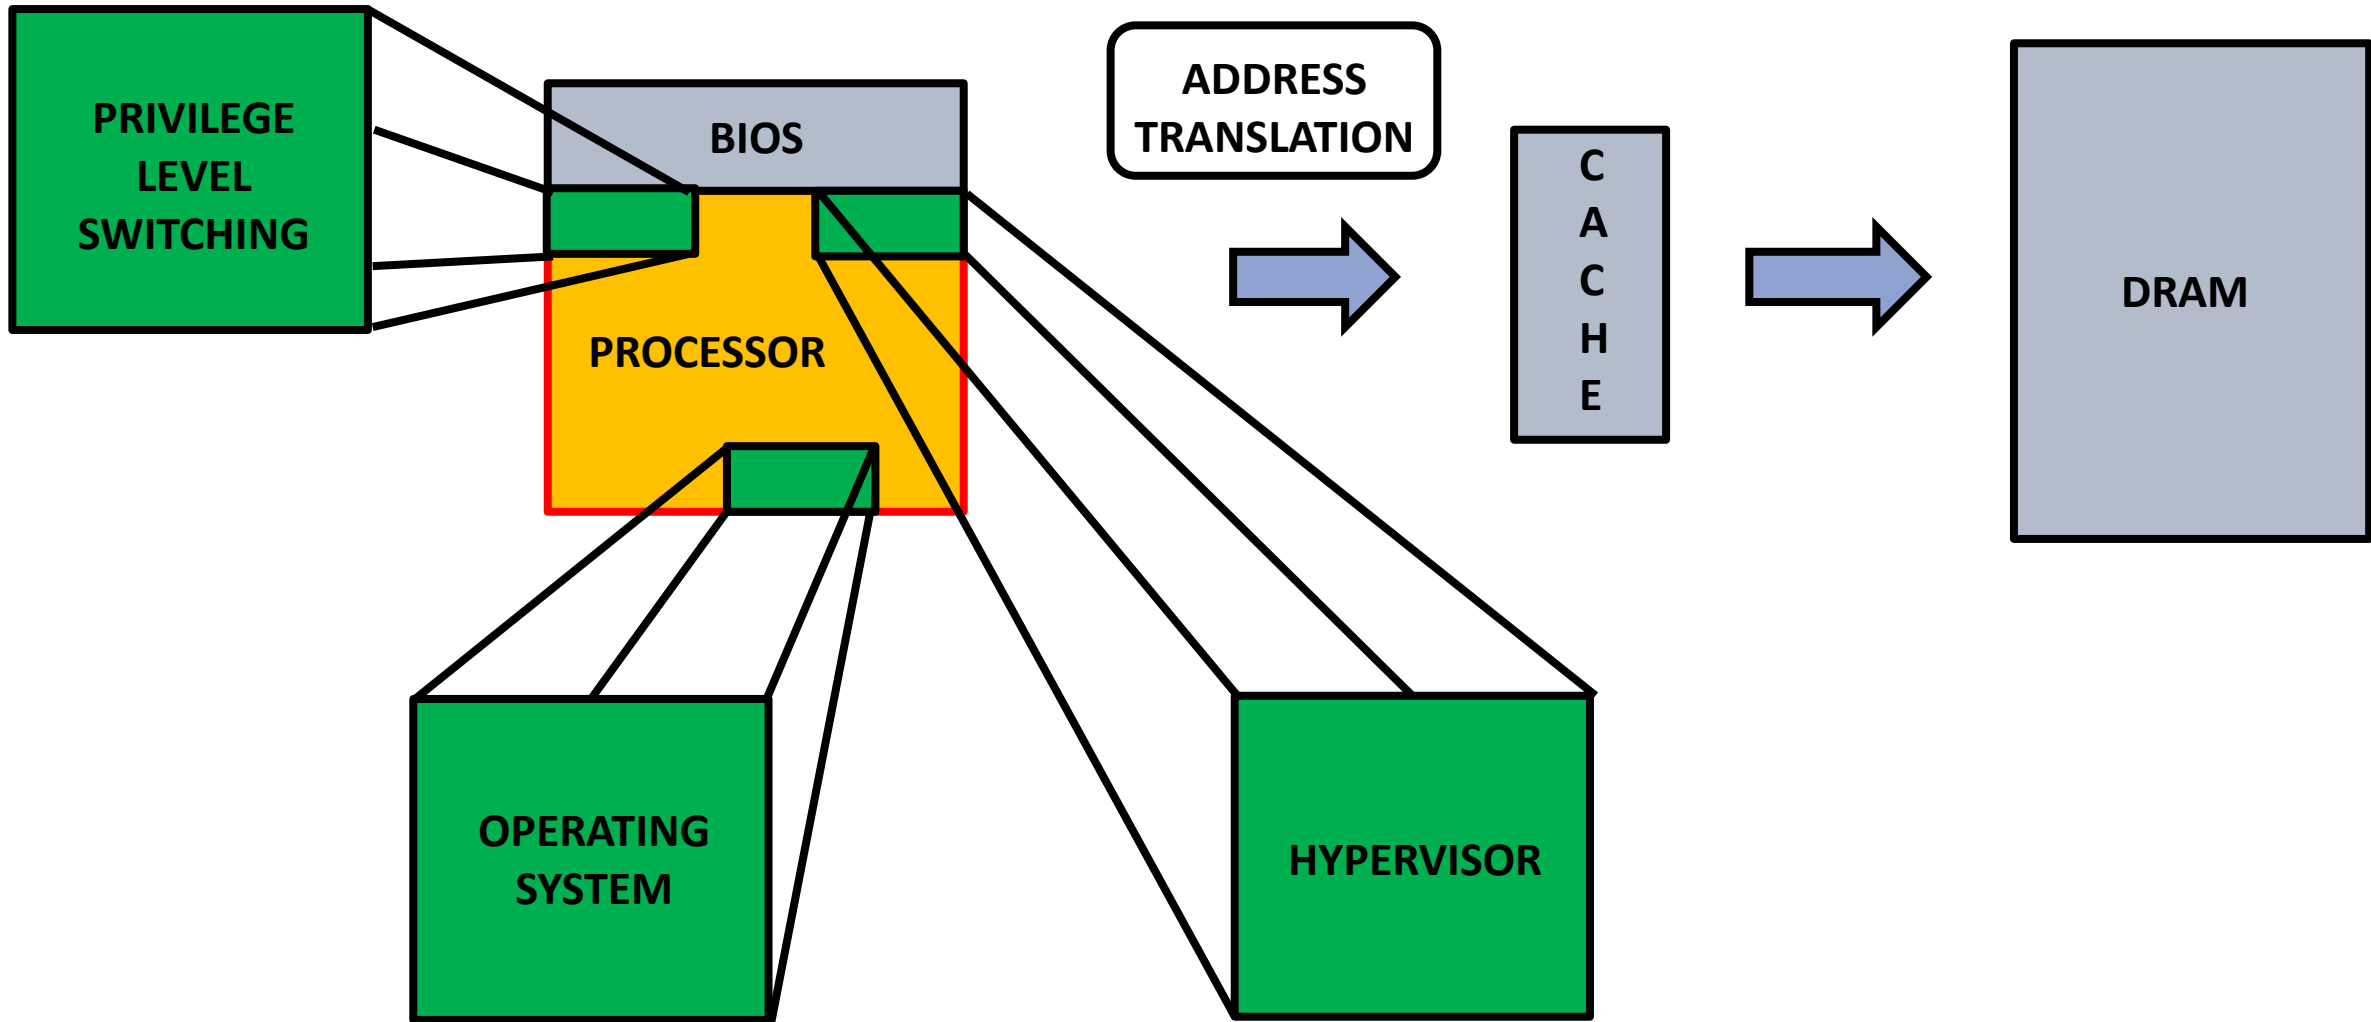 PRIVILEGE
LEVEL
SWITCHING
BIOS
PROCESSOR
ADDRESS
TRANSLATION
C
A
C
H
E
DRAM
OPERATING
SYSTEM
HYPERVISOR